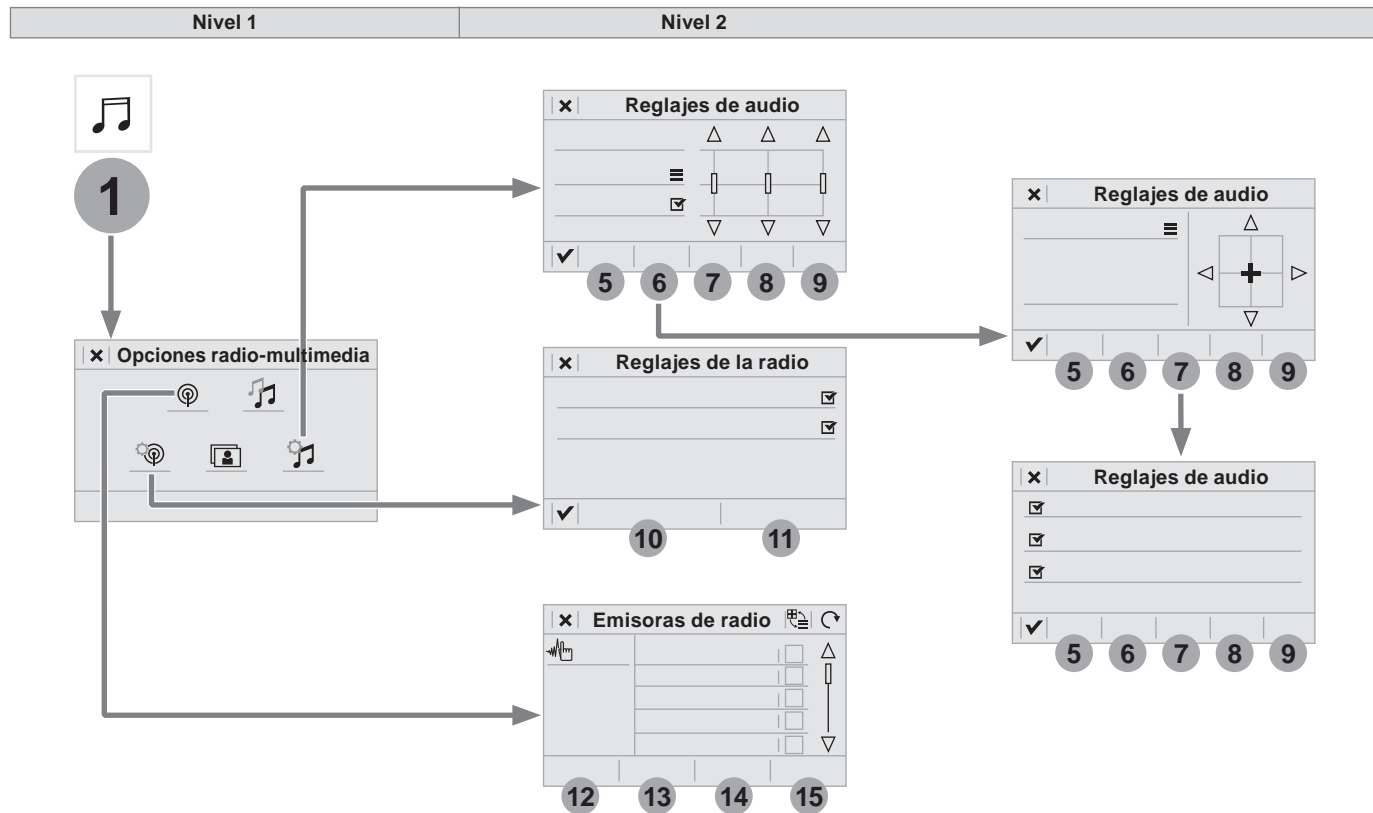 Nivel 1
Nivel 2
1
Opciones radio-multimedia
Reglajes de audio
5 6 7 8 9
Reglajes de audio
5 6 7 8 9
Reglajes de la radio
10 11
Reglajes de audio
5 6 7 8 9
Emisoras de radio
12 13 14 15